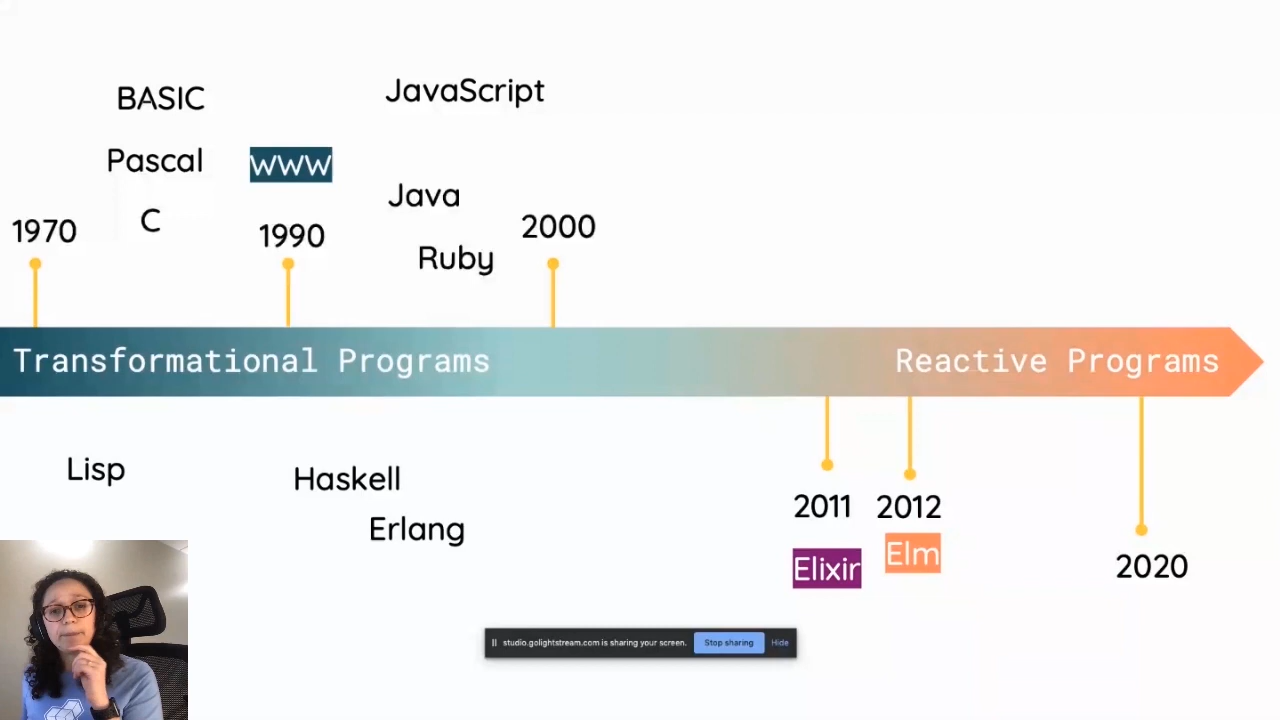 BASIC
JavaScript
Pascal
WWW
Java
C
1970
1990
2000
Ruby
Transformational Programs
Reactive Programs
Lisp
Haskell
Erlang
2011
2012
Elixir
Elm
2020
studio.golightstream.com is sharing your screen.
Stop sharing
Hide